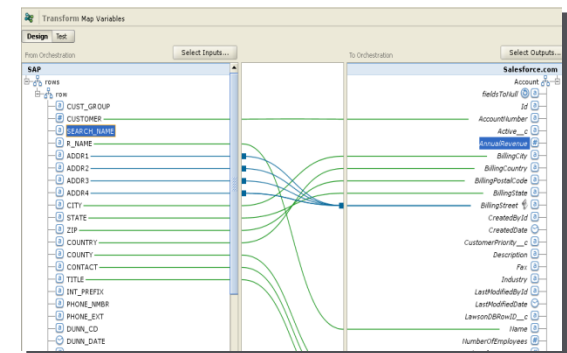 Transform Map Variables
Design Test
From Orchestration Select Inputs... To Orchestration Select Outputs...
SAP Salesforce.com
rows Account
row fieldsToNull
CUST_GROUP Id
CUSTOMER AccountNumber
SEARCH_NAME Active__c
R_NAME AnnualRevenue
ADDR1 BillingCity
ADDR2 BillingCountry
ADDR3 BillingPostalCode
ADDR4 BillingState
CITY BillingStreet
STATE CreatedById
ZIP CreatedDate
COUNTRY CustomerPriority__c
COUNTY Description
CONTACT Fax
TITLE Industry
INT_PREFIX LastModifiedById
PHONE_NMBR LastModifiedDate
PHONE_EXT LawsonDBRowID__c
DUNN_CD Name
DUNN_DATE NumberOfEmployees